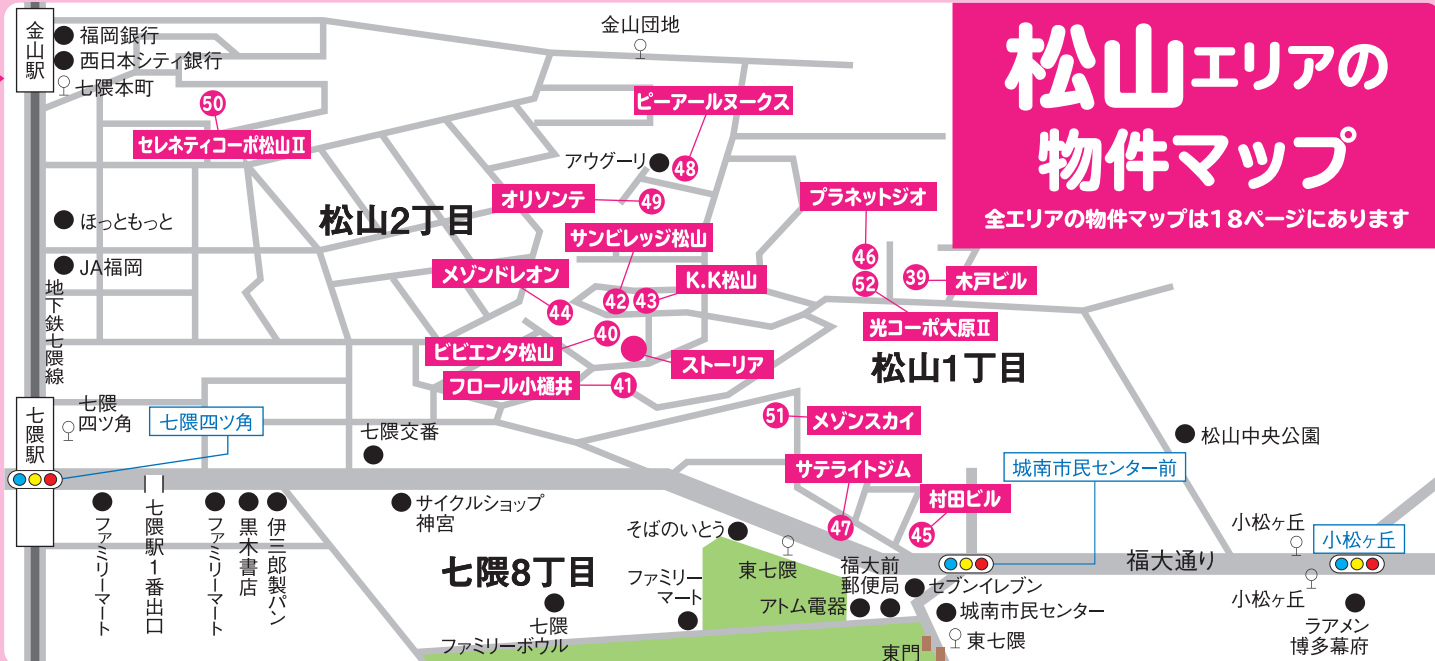 松山エリアの
物件マップ
全エリアの物件マップは18ページにあります
金山駅
福岡銀行
西日本シティ銀行
七隈本町
金山団地
50
セレネティコーポ松山Ⅱ
ピーアールヌークス
アウグーリ
48
オリソンテ
49
プラネットジオ
松山2丁目
ほっともっと
サンビレッジ松山
46
JA福岡
メゾンドレオン
K.K松山
39
木戸ビル
52
42
43
44
地下鉄七隈線
光コーポ大原Ⅱ
40
ビビエンタ松山
ストーリア
松山1丁目
フロール小樋井
41
七隈駅
七隈
四ツ角
七隈四ツ角
51
メゾンスカイ
七隈交番
松山中央公園
サテライトジム
城南市民センター前
村田ビル
サイクルショップ
神宮
47
45
ファミリーマート
七隈駅1番出口
ファミリーマート
黒木書店
伊三郎製パン
そばのいとう
小松ヶ丘
小松ヶ丘
福大通り
東七隈
七隈8丁目
福大前
郵便局
セブンイレブン
ファミリー
マート
アトム電器
城南市民センター
小松ヶ丘
七隈
ファミリーボウル
東門
東七隈
ラアメン
博多幕府